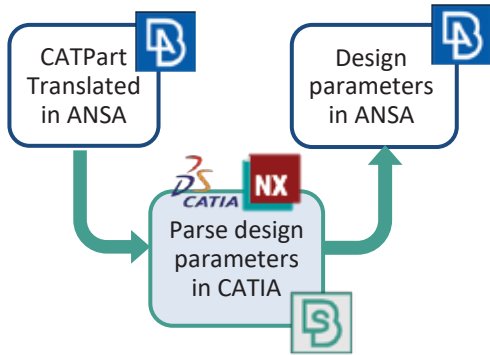 CATPart
Translated
in ANSA
Design
parameters
in ANSA
CATIA
NX
Parse design
parameters
in CATIA